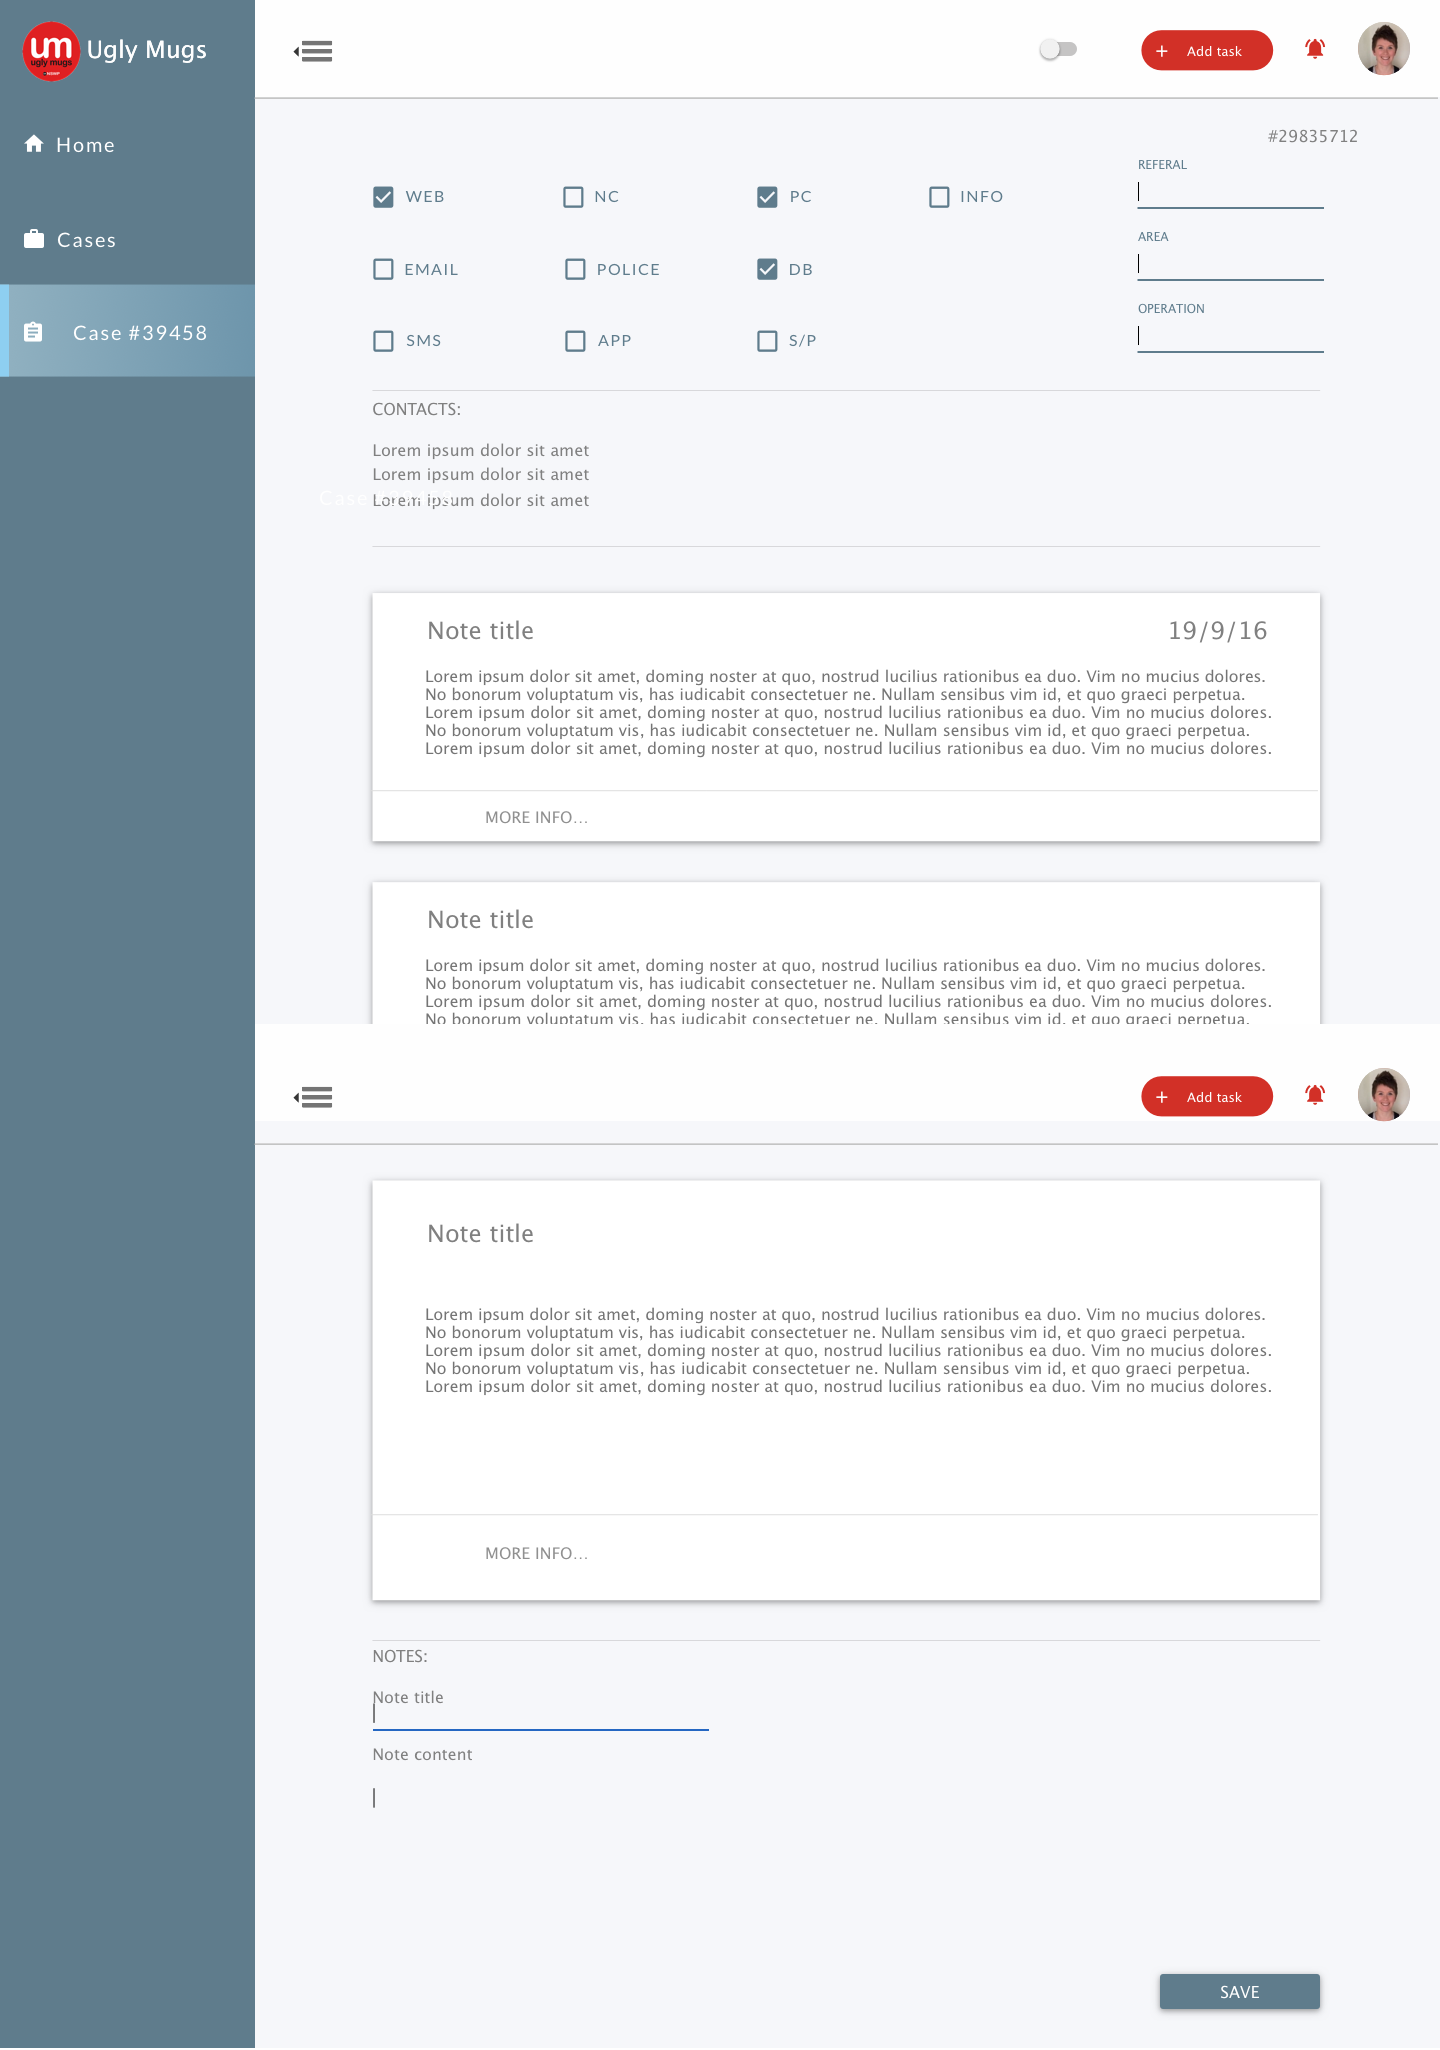 um
ugly mugs
Ugly Mugs
Home
Cases
Case #39458
+ Add task
#29835712
WEB
NC
PC
INFO
REFERAL
EMAIL
POLICE
DB
AREA
SMS
APP
S/P
OPERATION
CONTACTS:
Lorem ipsum dolor sit amet
Lorem ipsum dolor sit amet
Case
Lorem ipsum dolor sit amet
Note title
19/9/16
Lorem ipsum dolor sit amet, doming noster at quo, nostrud lucilius rationibus ea duo. Vim no mucius dolores.
No bonorum voluptatum vis, has iudicabit consectetuer ne. Nullam sensibus vim id, et quo graeci perpetua.
Lorem ipsum dolor sit amet, doming noster at quo, nostrud lucilius rationibus ea duo. Vim no mucius dolores.
No bonorum voluptatum vis, has iudicabit consectetuer ne. Nullam sensibus vim id, et quo graeci perpetua.
Lorem ipsum dolor sit amet, doming noster at quo, nostrud lucilius rationibus ea duo. Vim no mucius dolores.
MORE INFO...
Note title
Lorem ipsum dolor sit amet, doming noster at quo, nostrud lucilius rationibus ea duo. Vim no mucius dolores.
No bonorum voluptatum vis, has iudicabit consectetuer ne. Nullam sensibus vim id, et quo graeci perpetua.
Lorem ipsum dolor sit amet, doming noster at quo, nostrud lucilius rationibus ea duo. Vim no mucius dolores.
No bonorum voluptatum vis, has iudicabit consectetuer ne. Nullam sensibus vim id, et quo graeci perpetua.
+ Add task
Note title
Lorem ipsum dolor sit amet, doming noster at quo, nostrud lucilius rationibus ea duo. Vim no mucius dolores.
No bonorum voluptatum vis, has iudicabit consectetuer ne. Nullam sensibus vim id, et quo graeci perpetua.
Lorem ipsum dolor sit amet, doming noster at quo, nostrud lucilius rationibus ea duo. Vim no mucius dolores.
No bonorum voluptatum vis, has iudicabit consectetuer ne. Nullam sensibus vim id, et quo graeci perpetua.
Lorem ipsum dolor sit amet, doming noster at quo, nostrud lucilius rationibus ea duo. Vim no mucius dolores.
MORE INFO...
NOTES:
Note title
Note content
SAVE